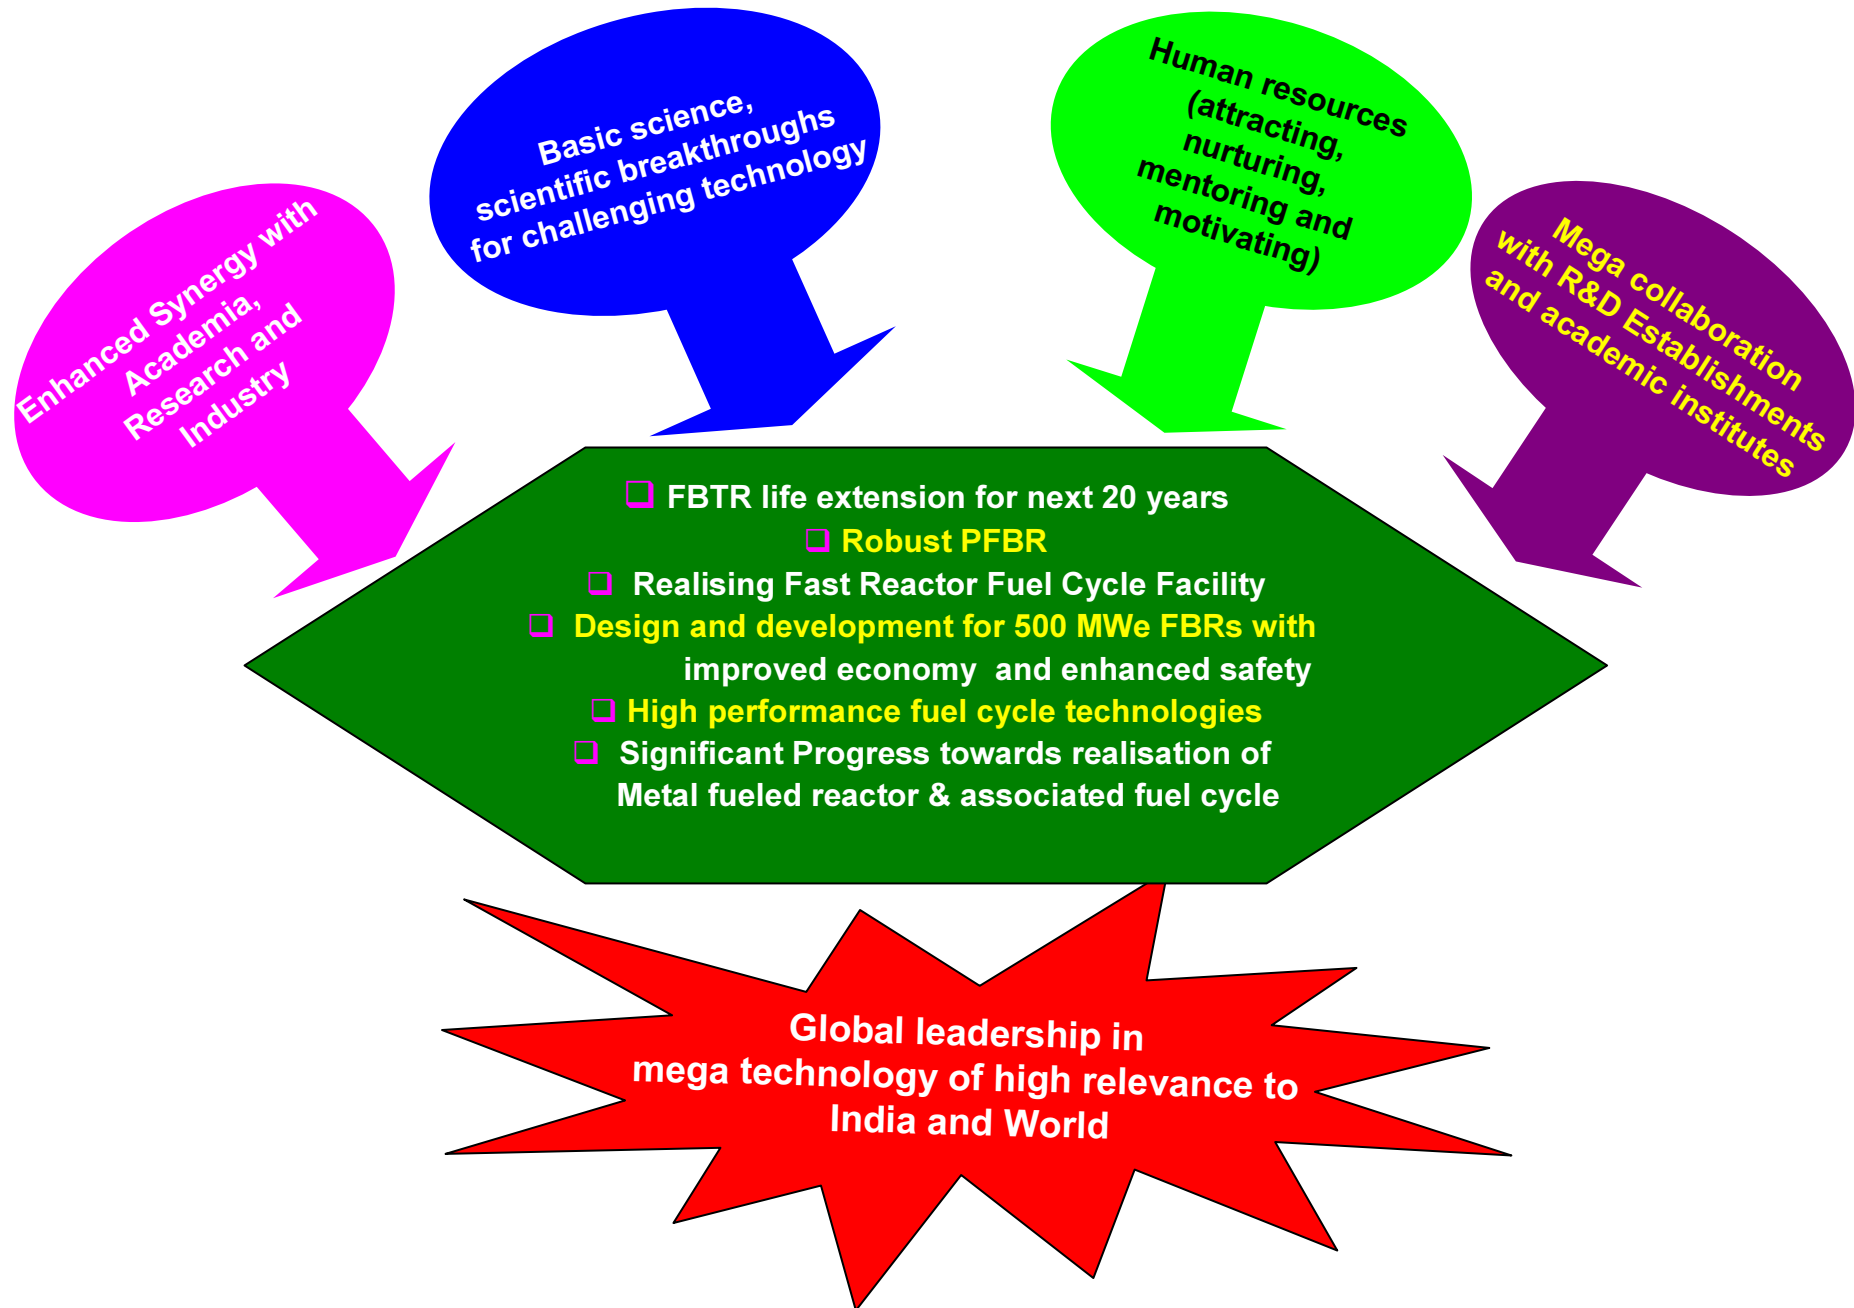 Enhanced Synergy with
Academia,
Research and
Industry
Basic science,
scientific breakthroughs
for challenging technology
Human resources
(attracting,
nurturing,
mentoring and
motivating)
Mega collaboration
with R&D Establishments
and academic institutes
❑ FBTR life extension for next 20 years
❑ Robust PFBR
❑ Realising Fast Reactor Fuel Cycle Facility
❑ Design and development for 500 MWe FBRs with
improved economy and enhanced safety
❑ High performance fuel cycle technologies
❑ Significant Progress towards realisation of
Metal fueled reactor & associated fuel cycle
Global leadership in
mega technology of high relevance to
India and World